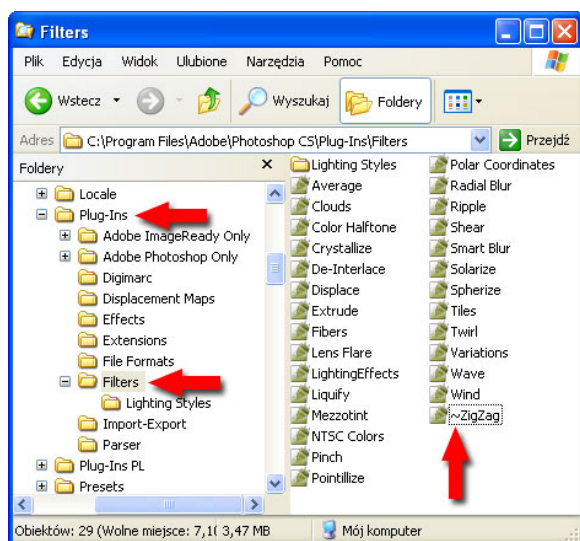 Filters
Plik Edycja Widok Ulubione Narzędzia Pomoc
Wstecz Wyszukaj Foldery
Adres C:\Program Files\Adobe\Photoshop CS\Plug-Ins\Filters Przejdź
Foldery
Locale
Plug-Ins
Adobe ImageReady Only
Adobe Photoshop Only
Digimarc
Displacement Maps
Effects
Extensions
File Formats
Filters
Lighting Styles
Import-Export
Parser
Plug-Ins PL
Presets
Lighting Styles
Average
Clouds
Color Halftone
Crystallize
De-Interlace
Displace
Extrude
Fibers
Lens Flare
LightingEffects
Liquify
Mezzotint
NTSC Colors
Pinch
Pointillize
Polar Coordinates
Radial Blur
Ripple
Shear
Smart Blur
Solarize
Spherize
Tiles
Twirl
Variations
Wave
Wind
~ZigZag
Obiektów: 29 (Wolne miejsce: 7,1( 3,47 MB Mój komputer